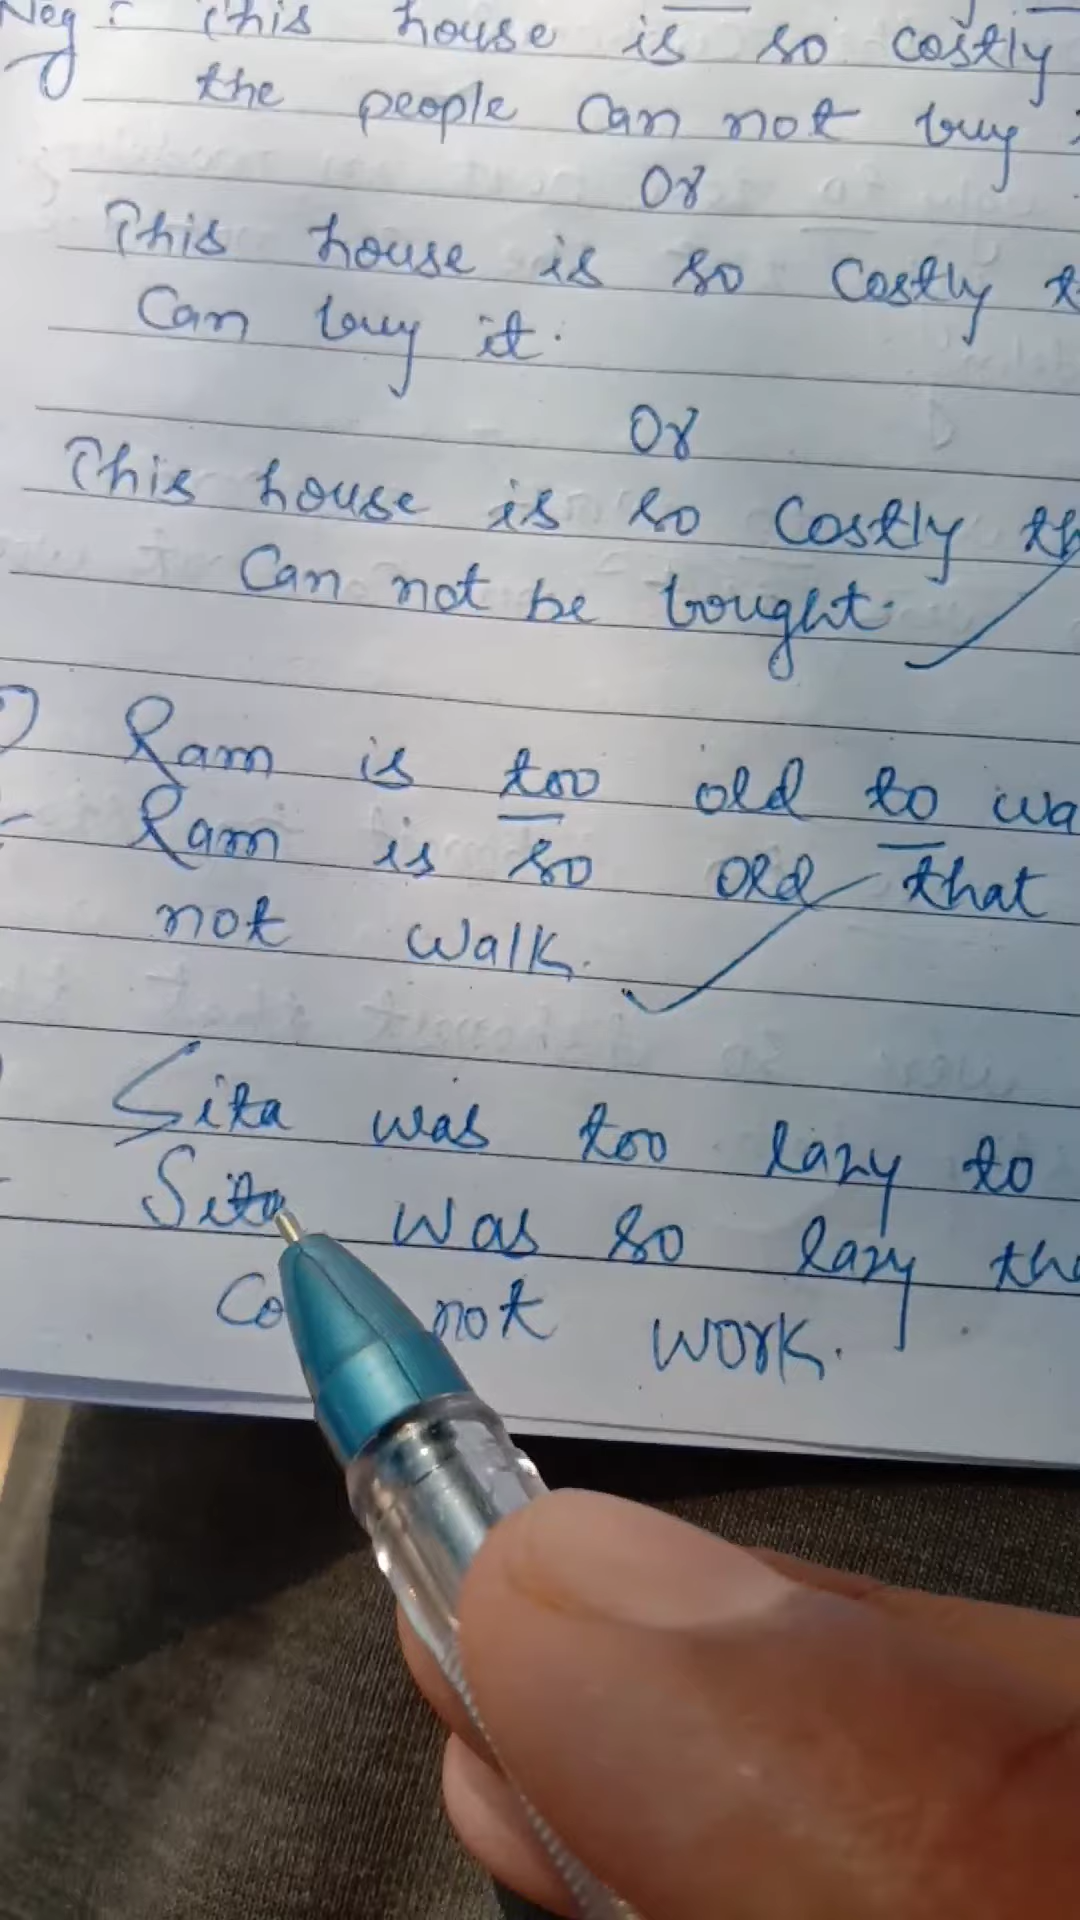 Neg : This house is so costly
the people can not buy
Or
This house is so costly
can buy it.
Or
This house is so costly
can not be bought.
Ram is too old to
Ram is so old that
not walk.
Sita was too lazy to
Sita was so lazy
not work.